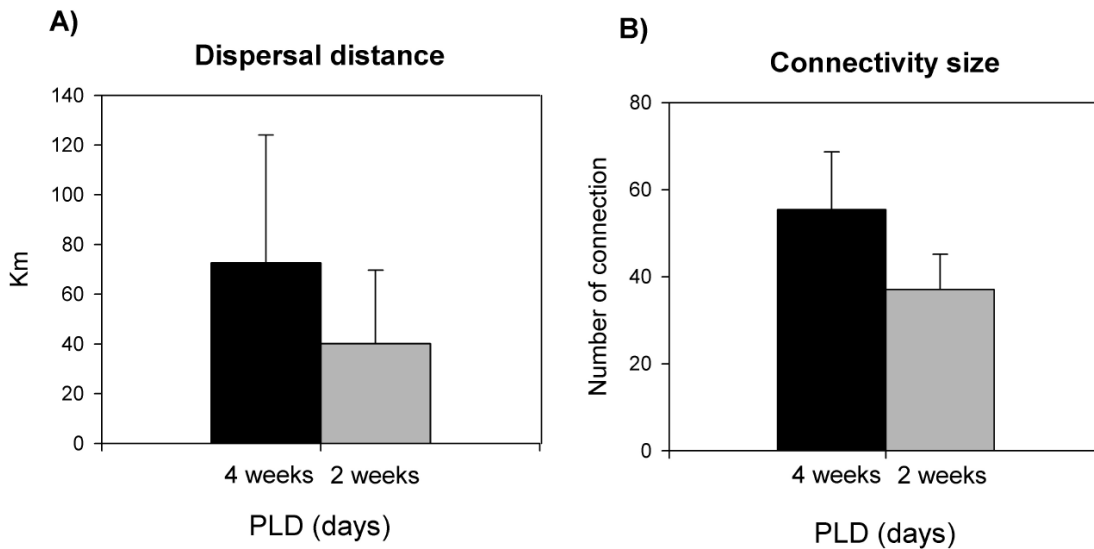 A)
Dispersal distance
140
120
100
80
60
40
20
0
Km
4 weeks 2 weeks
PLD (days)
B)
Connectivity size
80
60
40
20
0
Number of connection
4 weeks 2 weeks
PLD (days)